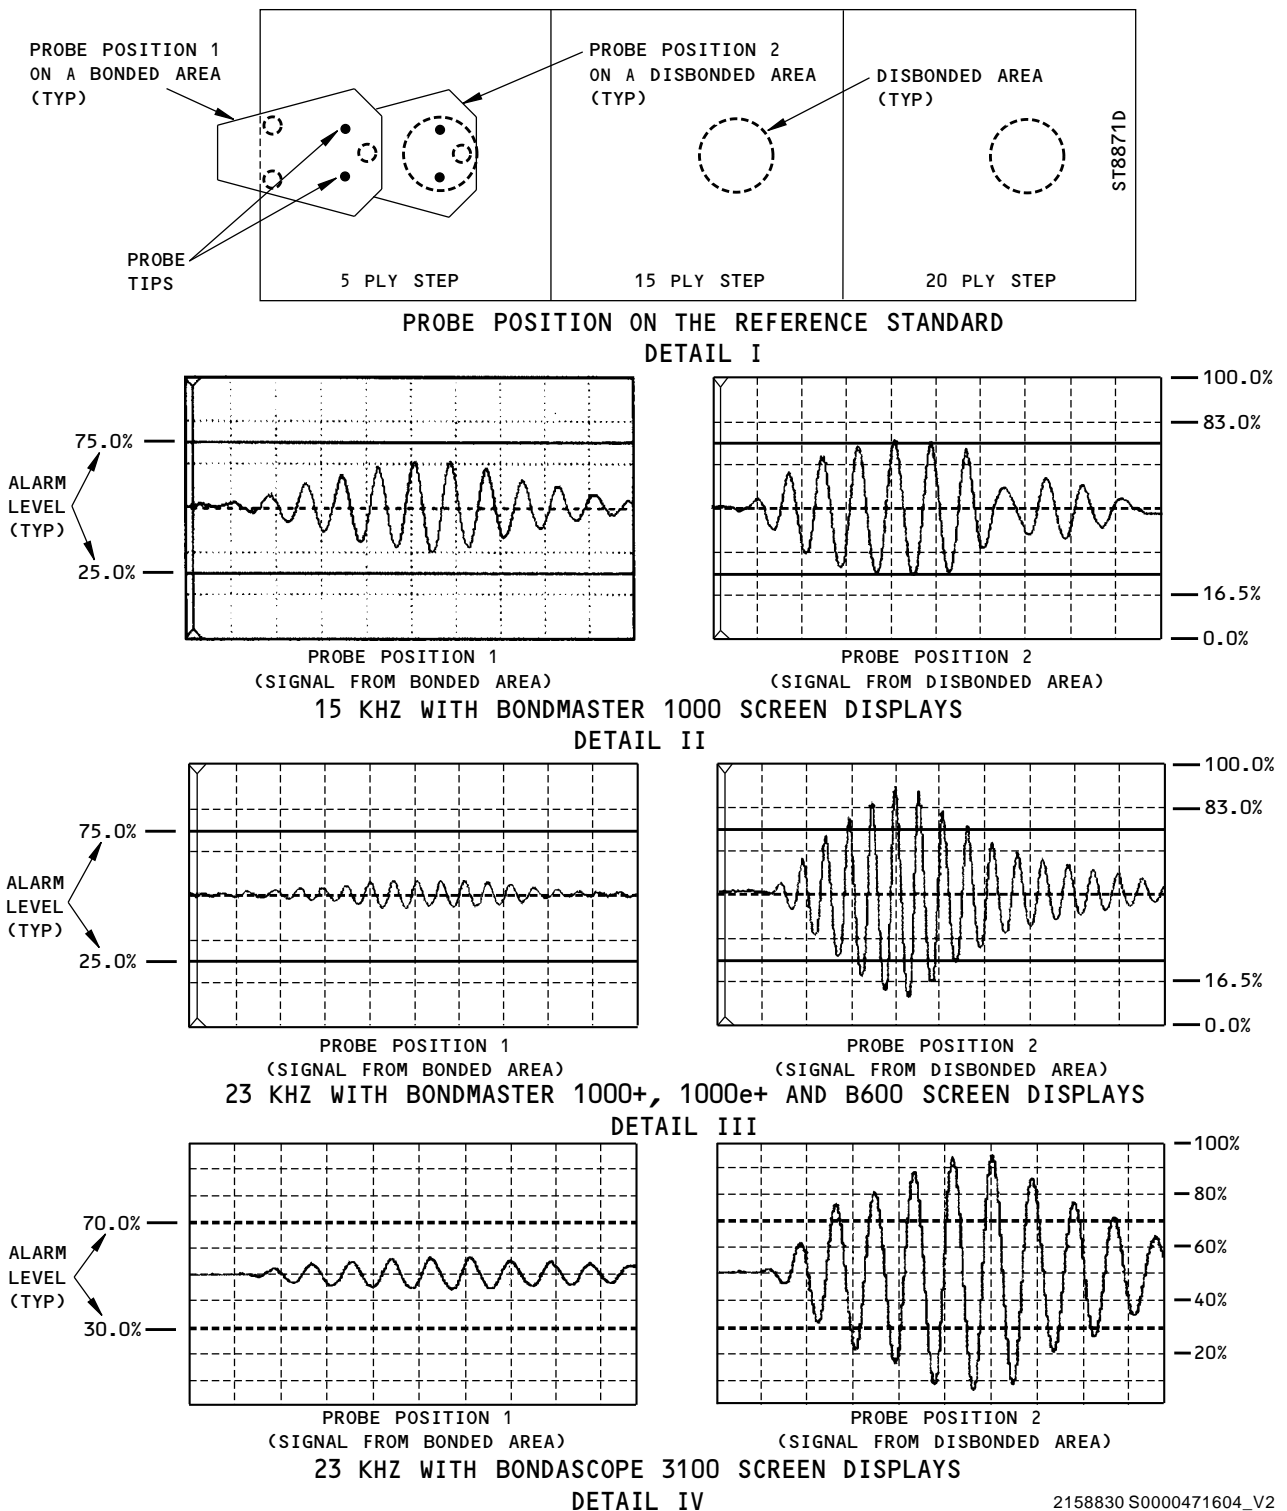 PROBE POSITION 1
ON A BONDED AREA
(TYP)
PROBE POSITION 2
ON A DISBONDED AREA
(TYP)
DISBONDED AREA
(TYP)
ST8871D
PROBE
TIPS
5 PLY STEP
15 PLY STEP
20 PLY STEP
PROBE POSITION ON THE REFERENCE STANDARD
DETAIL I
75.0%
ALARM
LEVEL
(TYP)
25.0%
100.0%
83.0%
16.5%
0.0%
PROBE POSITION 1
(SIGNAL FROM BONDED AREA)
PROBE POSITION 2
(SIGNAL FROM DISBONDED AREA)
15 KHZ WITH BONDMASTER 1000 SCREEN DISPLAYS
DETAIL II
75.0%
ALARM
LEVEL
(TYP)
25.0%
100.0%
83.0%
16.5%
0.0%
PROBE POSITION 1
(SIGNAL FROM BONDED AREA)
PROBE POSITION 2
(SIGNAL FROM DISBONDED AREA)
23 KHZ WITH BONDMASTER 1000+, 1000e+ AND B600 SCREEN DISPLAYS
DETAIL III
70.0%
ALARM
LEVEL
(TYP)
30.0%
100%
80%
60%
40%
20%
PROBE POSITION 1
(SIGNAL FROM BONDED AREA)
PROBE POSITION 2
(SIGNAL FROM DISBONDED AREA)
23 KHZ WITH BONDASCOPE 3100 SCREEN DISPLAYS
DETAIL IV
2158830 S0000471604_V2